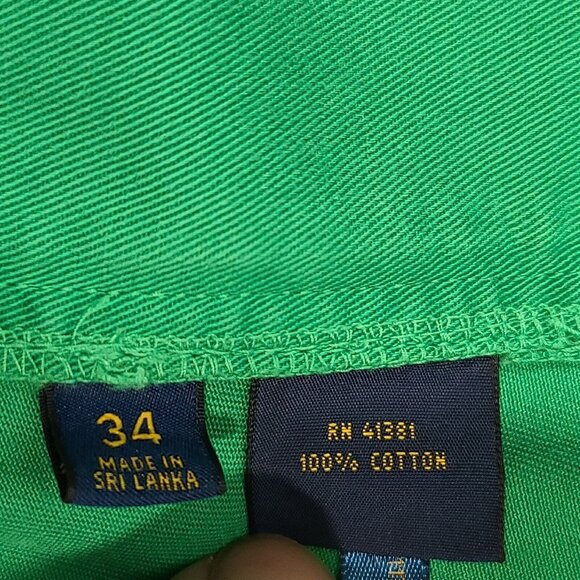 34
MADE IN
SRI LANKA
RN 41381
100% COTTON